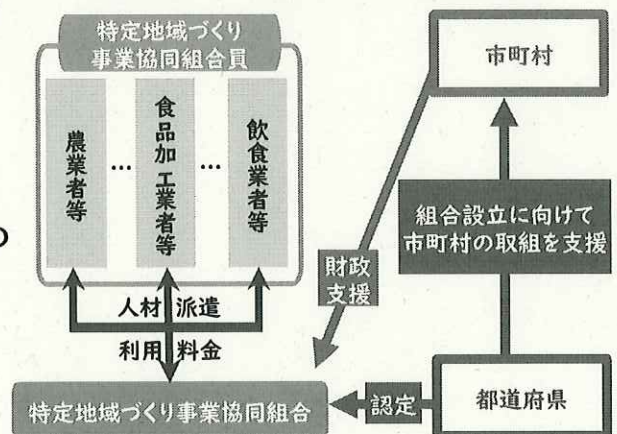 特定地域づくり
事業協同組合員
農業者等
…
食品加工業者等
…
飲食業者等
人材派遣
利用料金
特定地域づくり事業協同組合
市町村
組合設立に向けて
市町村の取組を支援
財政
支援
認定
都道府県